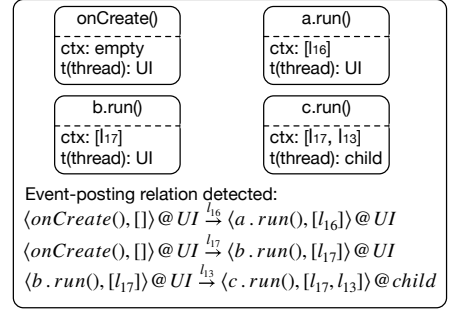 onCreate() a.run()
ctx: empty ctx: [l₁₆]
t(thread): UI t(thread): UI
b.run() c.run()
ctx: [l₁₇] ctx: [l₁₇, l₁₃]
t(thread): UI t(thread): child
Event-posting relation detected:
⟨onCreate(), []⟩@UI →^{l₁₆} ⟨a.run(), [l₁₆]⟩@UI
⟨onCreate(), []⟩@UI →^{l₁₇} ⟨b.run(), [l₁₇]⟩@UI
⟨b.run(), [l₁₇]⟩@UI →^{l₁₃} ⟨c.run(), [l₁₇, l₁₃]⟩@child